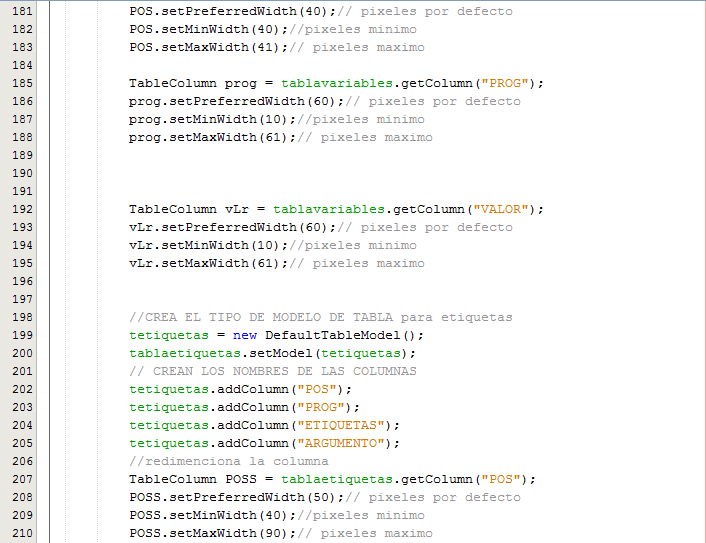 181 POS.setPreferredWidth(40);// pixeles por defecto
182 POS.setMinWidth(40);//pixeles minimo
183 POS.setMaxWidth(41);// pixeles maximo
184
185 TableColumn prog = tablavariables.getColumn("PROG");
186 prog.setPreferredWidth(60);// pixeles por defecto
187 prog.setMinWidth(10);//pixeles minimo
188 prog.setMaxWidth(61);// pixeles maximo
189
190
191
192 TableColumn vLr = tablavariables.getColumn("VALOR");
193 vLr.setPreferredWidth(60);// pixeles por defecto
194 vLr.setMinWidth(10);//pixeles minimo
195 vLr.setMaxWidth(61);// pixeles maximo
196
197
198 //CREA EL TIPO DE MODELO DE TABLA para etiquetas
199 tetiquetas = new DefaultTableModel();
200 tablaetiquetas.setModel(tetiquetas);
201 // CREAN LOS NOMBRES DE LAS COLUMNAS
202 tetiquetas.addColumn("POS");
203 tetiquetas.addColumn("PROG");
204 tetiquetas.addColumn("ETIQUETAS");
205 tetiquetas.addColumn("ARGUMENTO");
206 //redimenciona la columna
207 TableColumn POSS = tablaetiquetas.getColumn("POS");
208 POSS.setPreferredWidth(50);// pixeles por defecto
209 POSS.setMinWidth(40);//pixeles minimo
210 POSS.setMaxWidth(90);// pixeles maximo